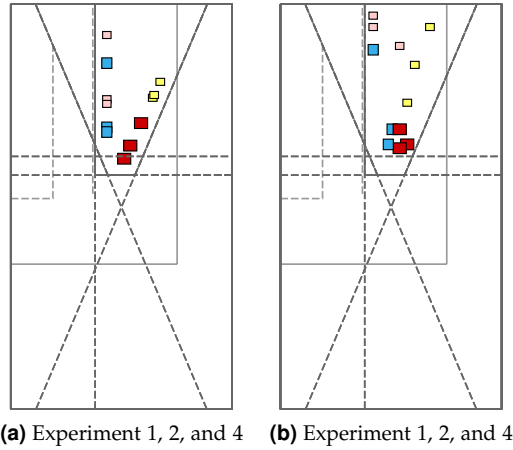 (a) Experiment 1, 2, and 4
(b) Experiment 1, 2, and 4